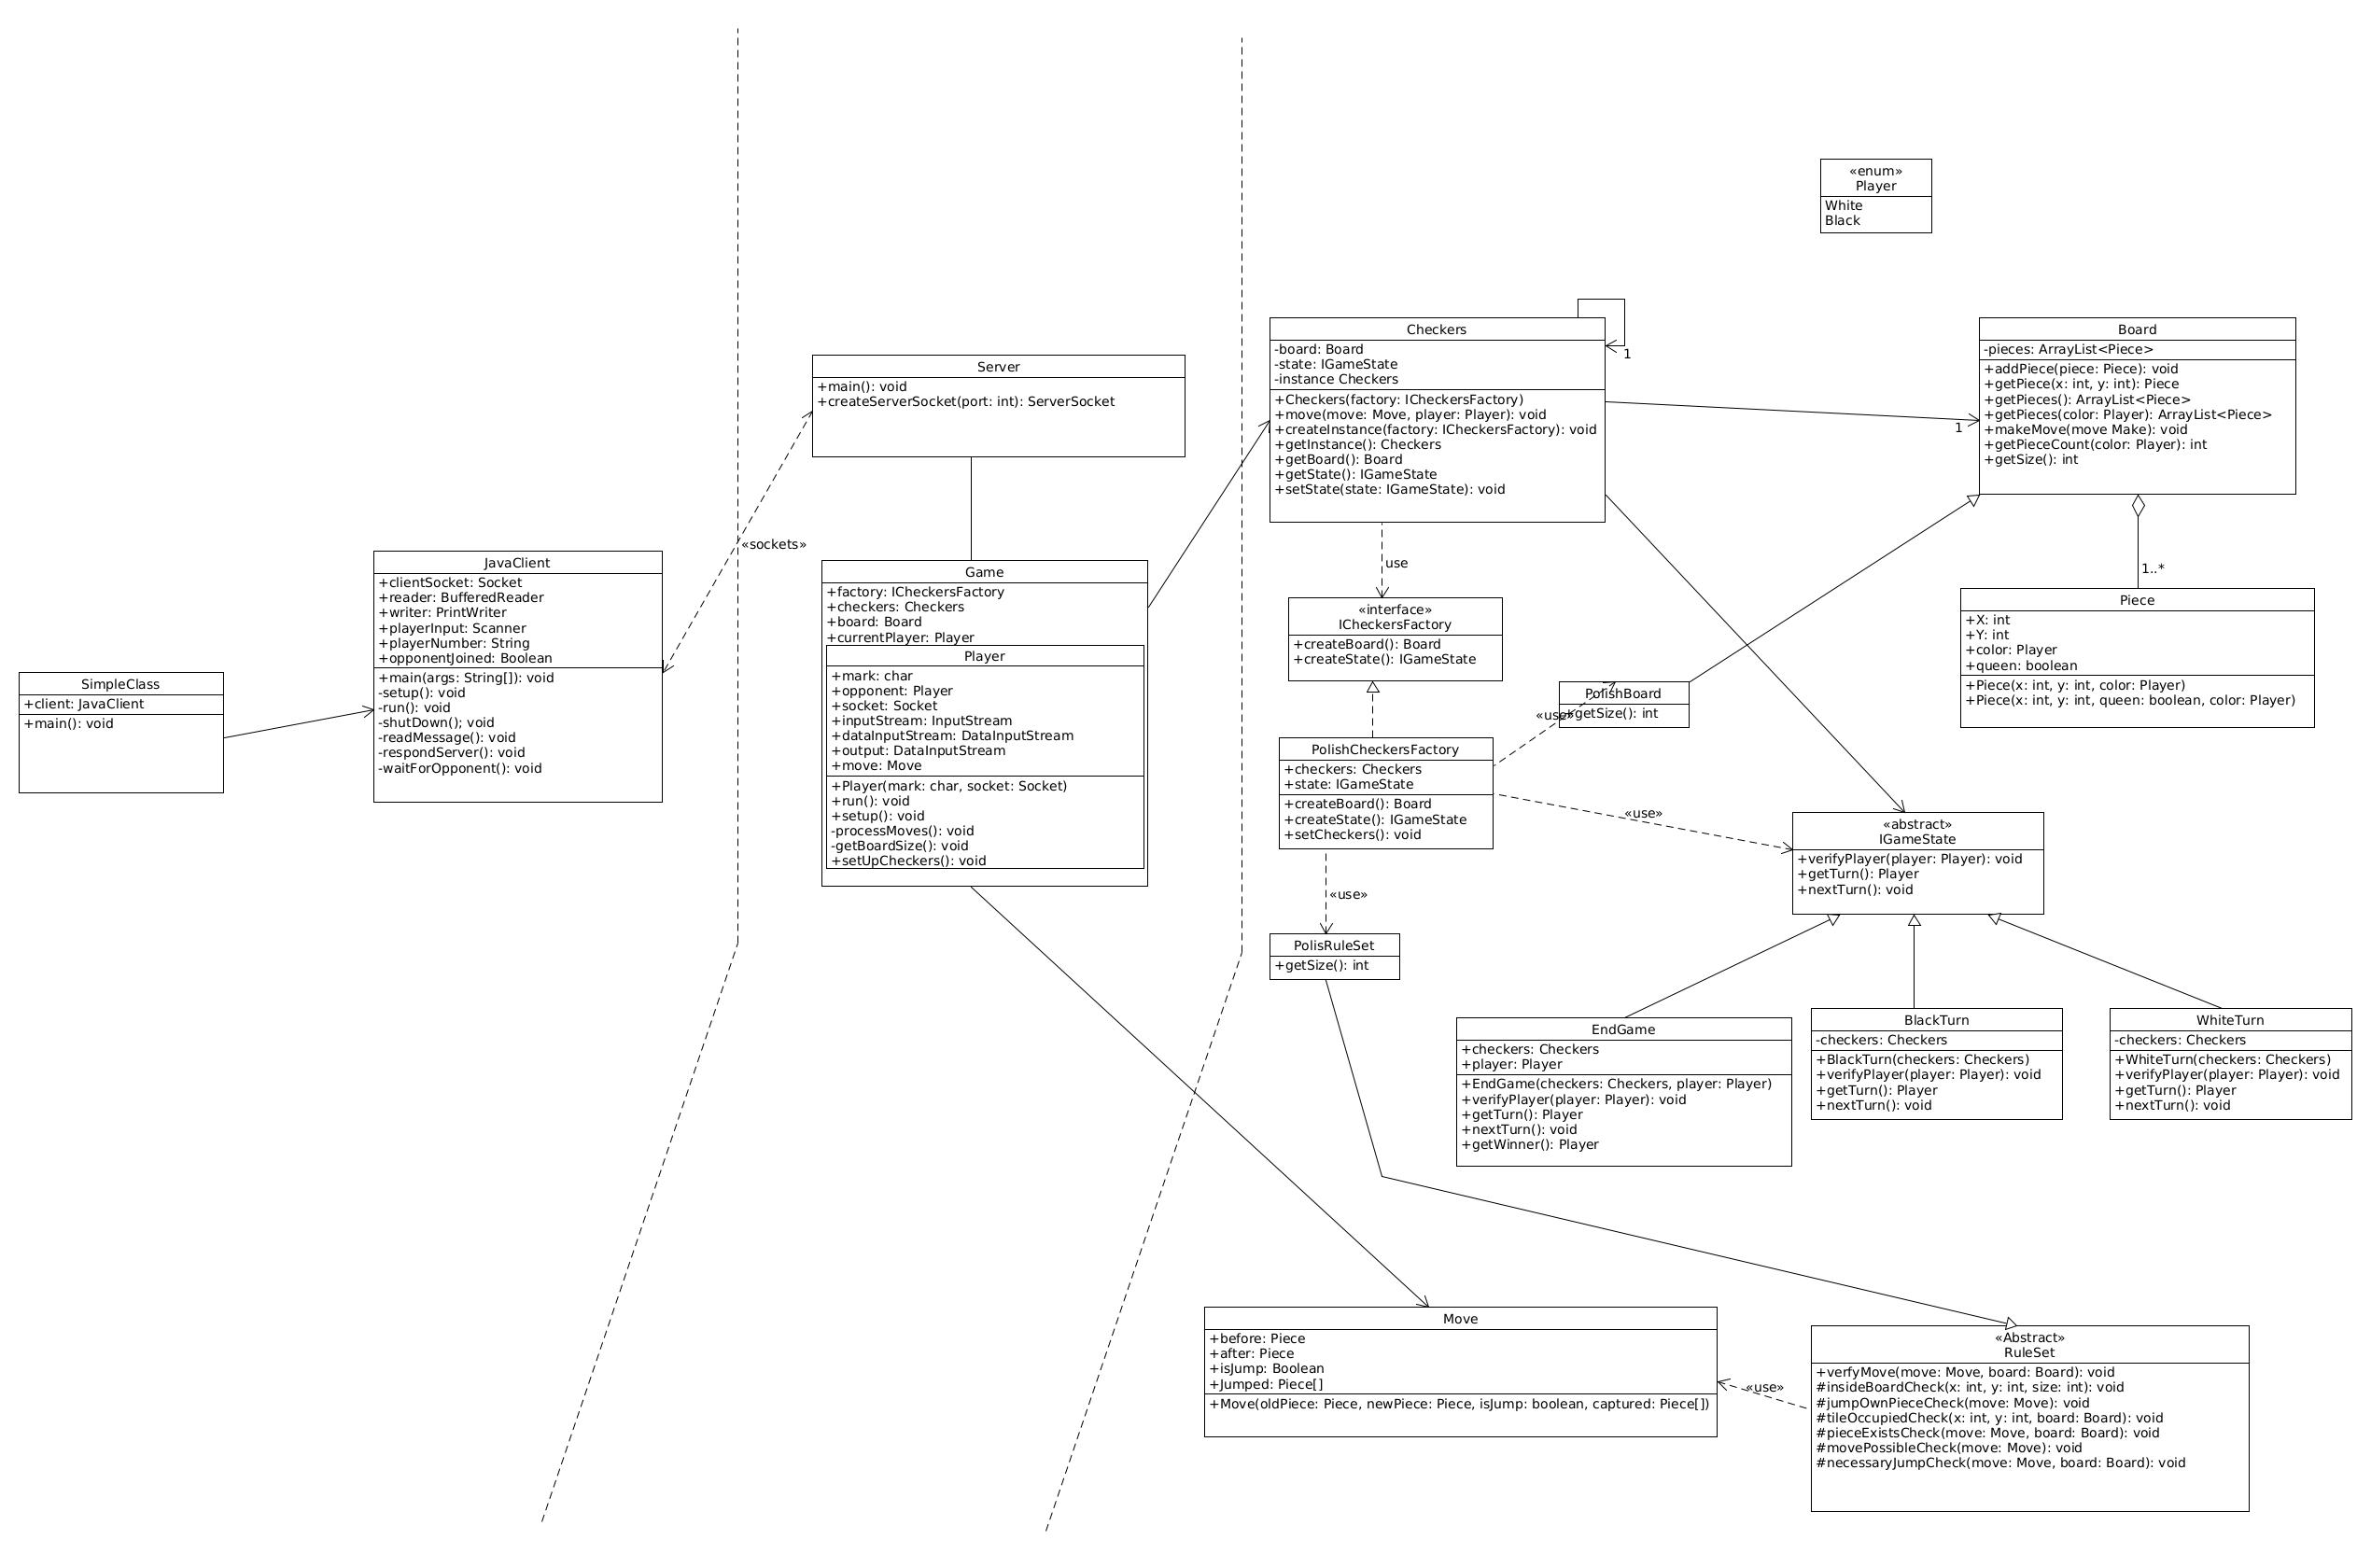 «enum»
Player
White
Black
Checkers
-board: Board
-state: IGameState
-instance Checkers
+Checkers(factory: ICheckersFactory)
+move(move: Move, player: Player): void
+createInstance(factory: ICheckersFactory): void
+getInstance(): Checkers
+getBoard(): Board
+getState(): IGameState
+setState(state: IGameState): void
1
1
Board
-pieces: ArrayList<Piece>
+addPiece(piece: Piece): void
+getPiece(x: int, y: int): Piece
+getPieces(): ArrayList<Piece>
+getPieces(color: Player): ArrayList<Piece>
+makeMove(move Make): void
+getPieceCount(color: Player): int
+getSize(): int
Server
+main(): void
+createServerSocket(port: int): ServerSocket
«sockets»
JavaClient
+clientSocket: Socket
+reader: BufferedReader
+writer: PrintWriter
+playerInput: Scanner
+playerNumber: String
+opponentJoined: Boolean
+main(args: String[]): void
-setup(): void
-run(): void
-shutDown(); void
-readMessage(): void
-respondServer(): void
-waitForOpponent(): void
SimpleClass
+client: JavaClient
+main(): void
Game
+factory: ICheckersFactory
+checkers: Checkers
+board: Board
+currentPlayer: Player
Player
+mark: char
+opponent: Player
+socket: Socket
+inputStream: InputStream
+dataInputStream: DataInputStream
+output: DataInputStream
+move: Move
+Player(mark: char, socket: Socket)
+run(): void
+setup(): void
-processMoves(): void
-getBoardSize(): void
+setUpCheckers(): void
use
«interface»
ICheckersFactory
+createBoard(): Board
+createState(): IGameState
1..*
Piece
+X: int
+Y: int
+color: Player
+queen: boolean
+Piece(x: int, y: int, color: Player)
+Piece(x: int, y: int, queen: boolean, color: Player)
PolishBoard
+getSize(): int
«use»
PolishCheckersFactory
+checkers: Checkers
+state: IGameState
+createBoard(): Board
+createState(): IGameState
+setCheckers(): void
«use»
«use»
«abstract»
IGameState
+verifyPlayer(player: Player): void
+getTurn(): Player
+nextTurn(): void
PolisRuleSet
+getSize(): int
EndGame
+checkers: Checkers
+player: Player
+EndGame(checkers: Checkers, player: Player)
+verifyPlayer(player: Player): void
+getTurn(): Player
+nextTurn(): void
+getWinner(): Player
BlackTurn
-checkers: Checkers
+BlackTurn(checkers: Checkers)
+verifyPlayer(player: Player): void
+getTurn(): Player
+nextTurn(): void
WhiteTurn
-checkers: Checkers
+WhiteTurn(checkers: Checkers)
+verifyPlayer(player: Player): void
+getTurn(): Player
+nextTurn(): void
Move
+before: Piece
+after: Piece
+isJump: Boolean
+Jumped: Piece[]
+Move(oldPiece: Piece, newPiece: Piece, isJump: boolean, captured: Piece[])
«use»
«Abstract»
RuleSet
+verfyMove(move: Move, board: Board): void
#insideBoardCheck(x: int, y: int, size: int): void
#jumpOwnPieceCheck(move: Move): void
#tileOccupiedCheck(x: int, y: int, board: Board): void
#pieceExistsCheck(move: Move, board: Board): void
#movePossibleCheck(move: Move): void
#necessaryJumpCheck(move: Move, board: Board): void